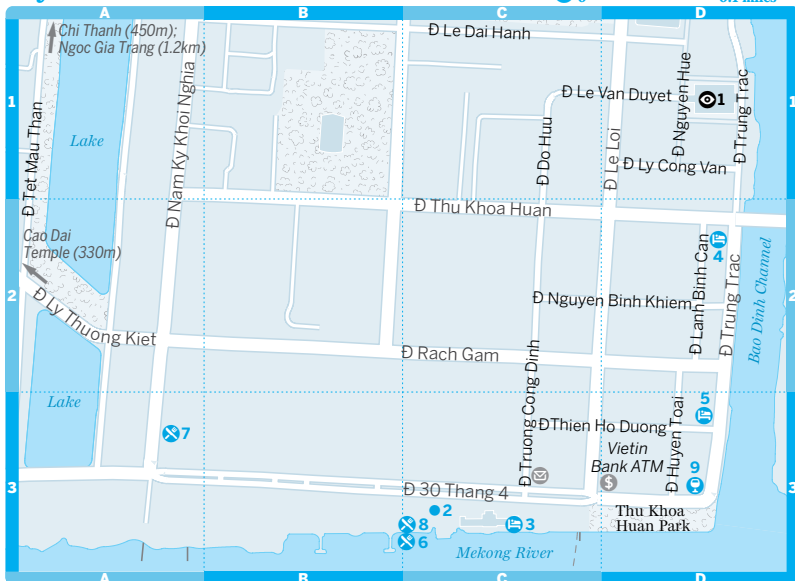 A
B
C
D
1
1
Chi Thanh (450m);
Ngoc Gia Trang (1.2km)
Đ Le Dai Hanh
Đ Le Van Duyet
1
Đ Nguyen Hue
Đ Trung Trac
Đ Tet Mau Than
Lake
Đ Nam Ky Khoi Nghia
Đ Do Huu
Đ Le Loi
Đ Ly Cong Van
Đ Thu Khoa Huan
Cao Dai
Temple (330m)
4
Đ Lanh Binh Can
Đ Trung Trac
Bao Dinh Channel
2
2
Đ Nguyen Binh Khiem
Đ Ly Thuong Kiet
Đ Rach Gam
Lake
7
Đ Truong Cong Dinh
5
Đ Thien Ho Duong
Đ Huyen Toai
Vietin
Bank ATM
$
9
3
3
Đ 30 Thang 4
2
8
3
6
Thu Khoa
Huan Park
Mekong River
A
B
C
D